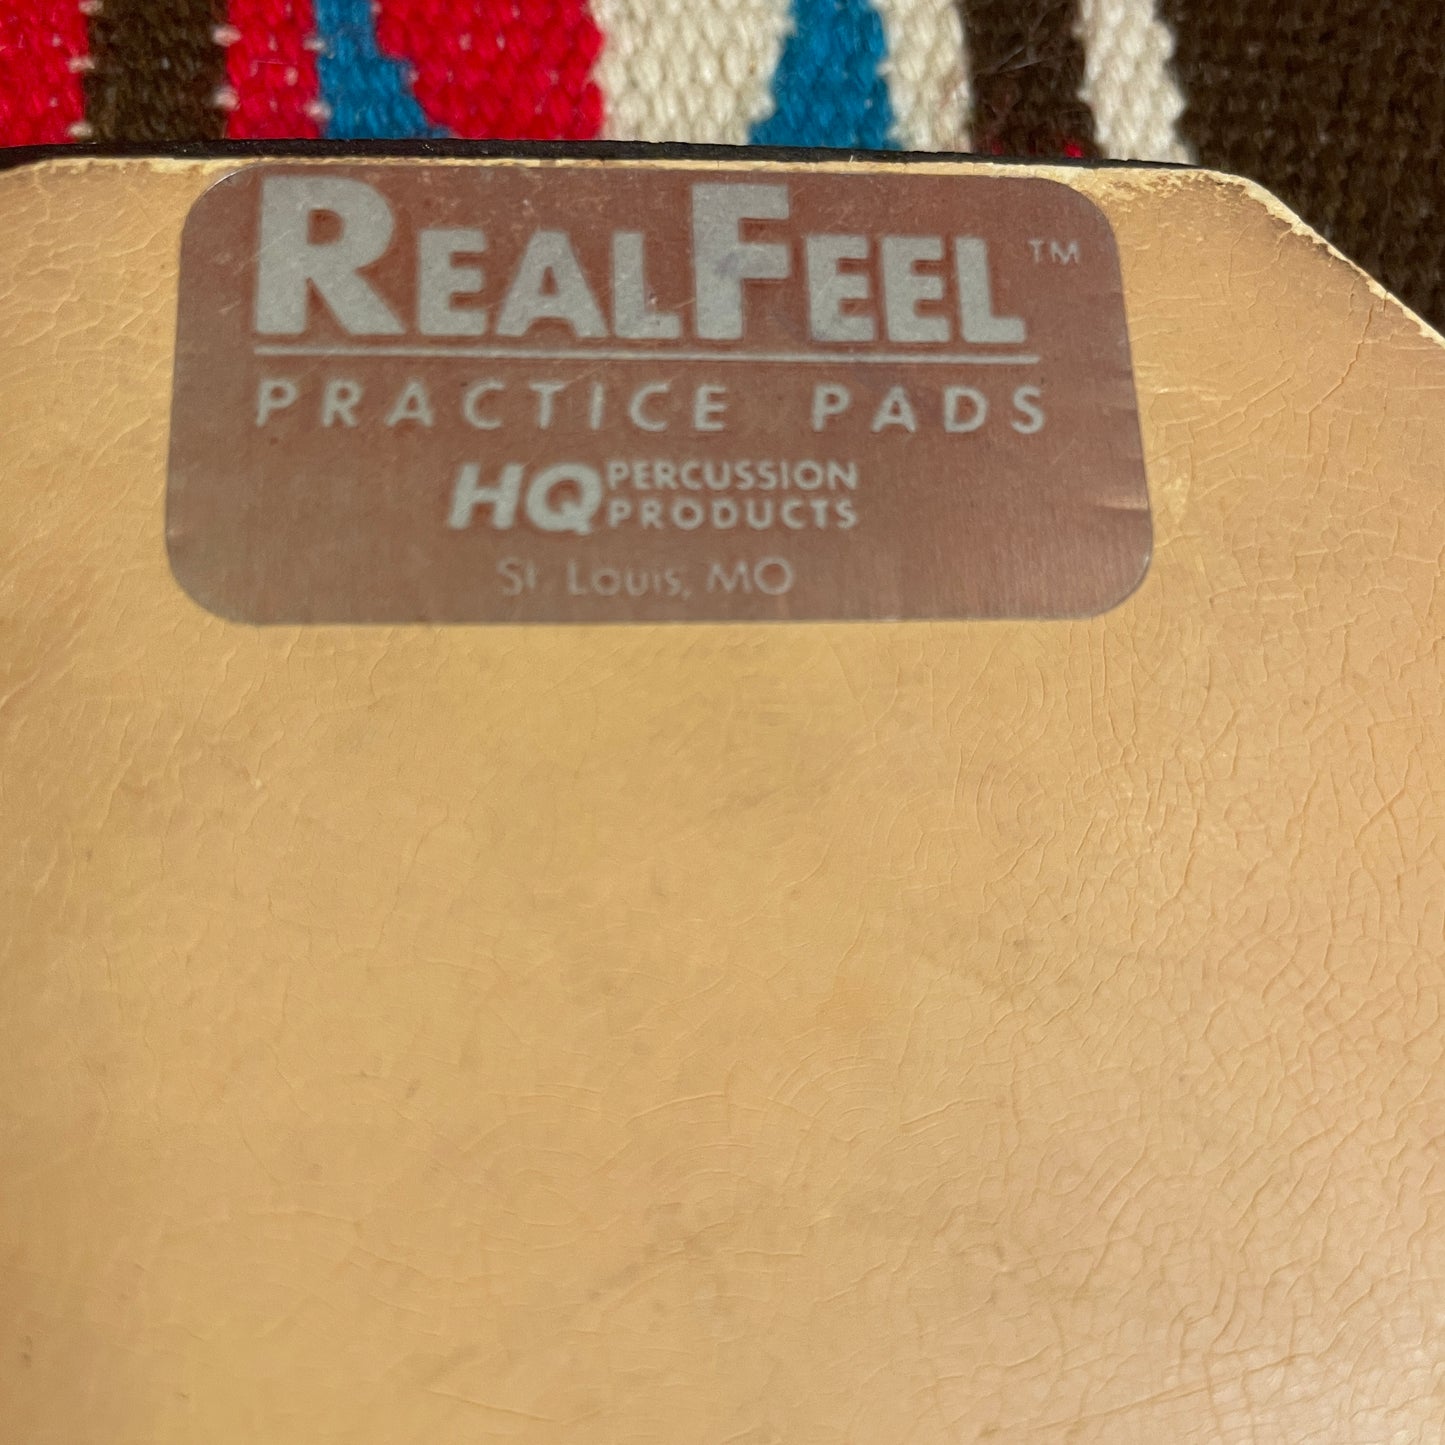 REALFEEL™
PRACTICE PADS
HQ PERCUSSION
PRODUCTS
St. Louis, MO